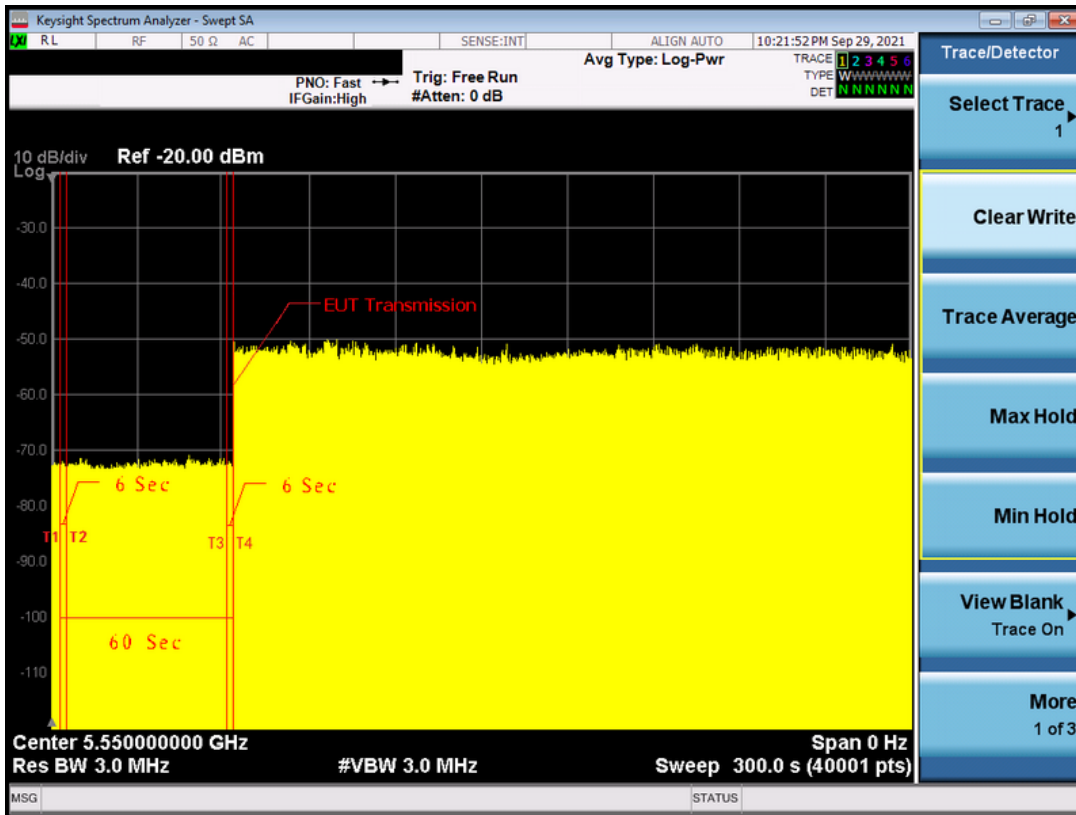 Keysight Spectrum Analyzer - Swept SA
LXI RL RF 50 Ω AC SENSE:INT ALIGN AUTO 10:21:52 PM Sep 29, 2021
PNO: Fast
IFGain:High
Trig: Free Run
#Atten: 0 dB
Avg Type: Log-Pwr
TRACE 1 2 3 4 5 6
TYPE WWWWWW
DET N N N N N N
10 dB/div Ref -20.00 dBm
Log
-30.0
-40.0
EUT Transmission
-50.0
-60.0
-70.0
6 Sec 6 Sec
-80.0
T1 T2 T3 T4
-90.0
-100
60 Sec
-110
Center 5.550000000 GHz Span 0 Hz
Res BW 3.0 MHz #VBW 3.0 MHz Sweep 300.0 s (40001 pts)
MSG STATUS
Trace/Detector
Select Trace
1
Clear Write
Trace Average
Max Hold
Min Hold
View Blank
Trace On
More
1 of 3